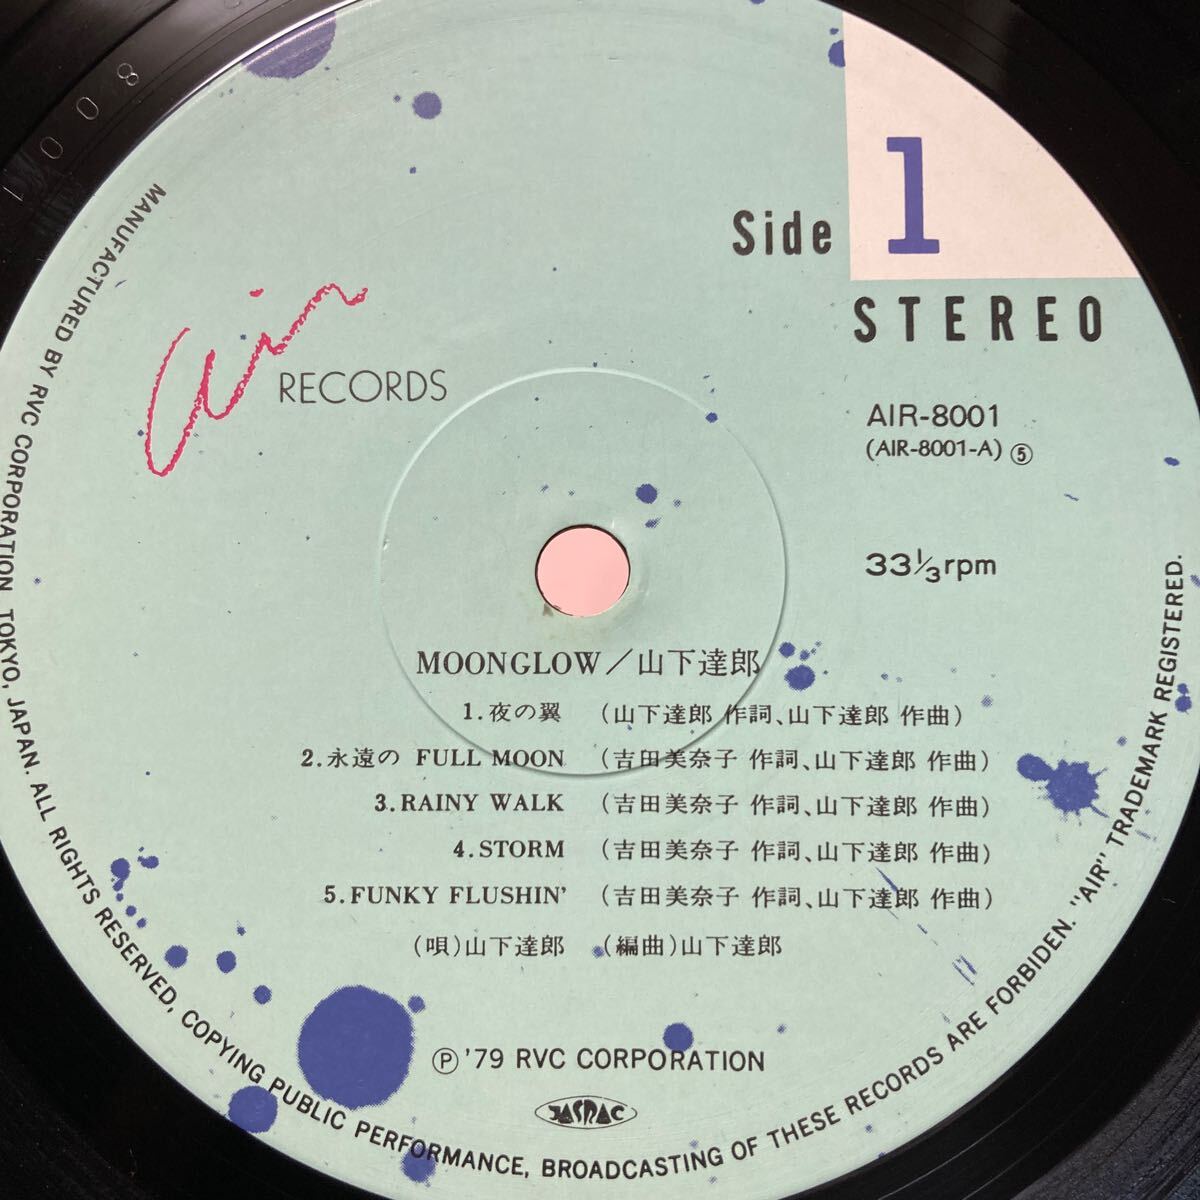 1008
Air
RECORDS
Side 1
STEREO
AIR-8001
(AIR-8001-A) ⑤
33 1/3 rpm
MOONGLOW/山下達郎
1.夜の翼 (山下達郎 作詞、山下達郎 作曲)
2.永遠の FULL MOON (吉田美奈子 作詞、山下達郎 作曲)
3.RAINY WALK (吉田美奈子 作詞、山下達郎 作曲)
4.STORM (吉田美奈子 作詞、山下達郎 作曲)
5.FUNKY FLUSHIN' (吉田美奈子 作詞、山下達郎 作曲)
(唄)山下達郎 (編曲)山下達郎
Ⓟ '79 RVC CORPORATION
JASRAC
MANUFACTURED BY RVC CORPORATION TOKYO, JAPAN. ALL RIGHTS RESERVED, COPYING PUBLIC PERFORMANCE, BROADCASTING OF THESE RECORDS ARE FORBIDDEN. "AIR" TRADEMARK REGISTERED.